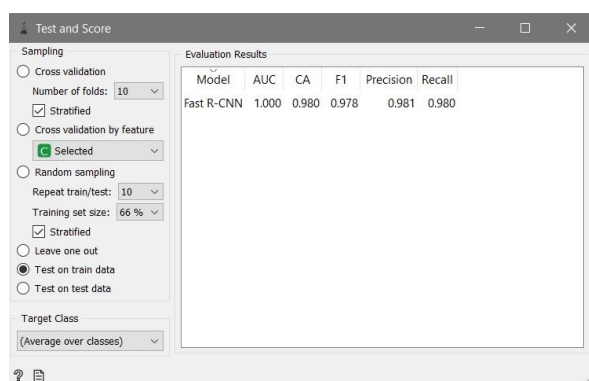 Test and Score
Sampling
Cross validation
Number of folds: 10
Stratified
Cross validation by feature
C Selected
Random sampling
Repeat train/test: 10
Training set size: 66 %
Stratified
Leave one out
Test on train data
Test on test data
Target Class
(Average over classes)
?
Evaluation Results
Model AUC CA F1 Precision Recall
Fast R-CNN 1.000 0.980 0.978 0.981 0.980